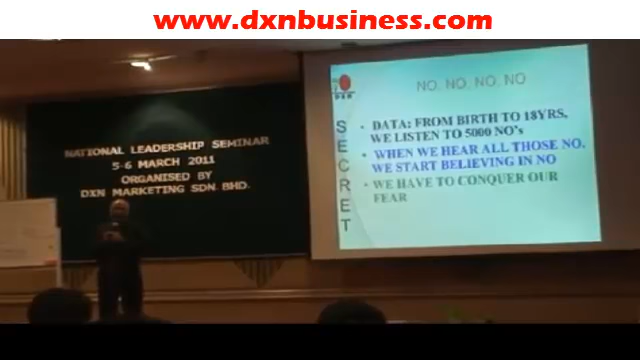 www.dxnbusiness.com
NATIONAL LEADERSHIP SEMINAR
5-6 MARCH 2011
ORGANISED BY
DXN MARKETING SDN. BHD.
DXN
NO, NO, NO, NO
SECRET
• DATA: FROM BIRTH TO 18YRS,
WE LISTEN TO 5000 NO's
• WHEN WE HEAR ALL THOSE NO,
WE START BELIEVING IN NO
• WE HAVE TO CONQUER OUR
FEAR